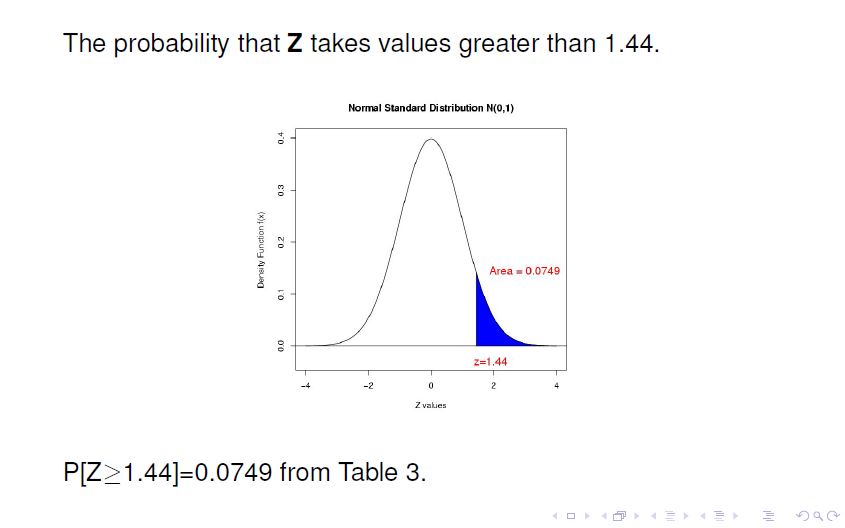 The probability that Z takes values greater than 1.44.
Normal Standard Distribution N(0,1)
Density Function f(x)
0.4
0.3
0.2
0.1
0.0
Area = 0.0749
z=1.44
-4 -2 0 2 4
Z values
P[Z≥1.44]=0.0749 from Table 3.